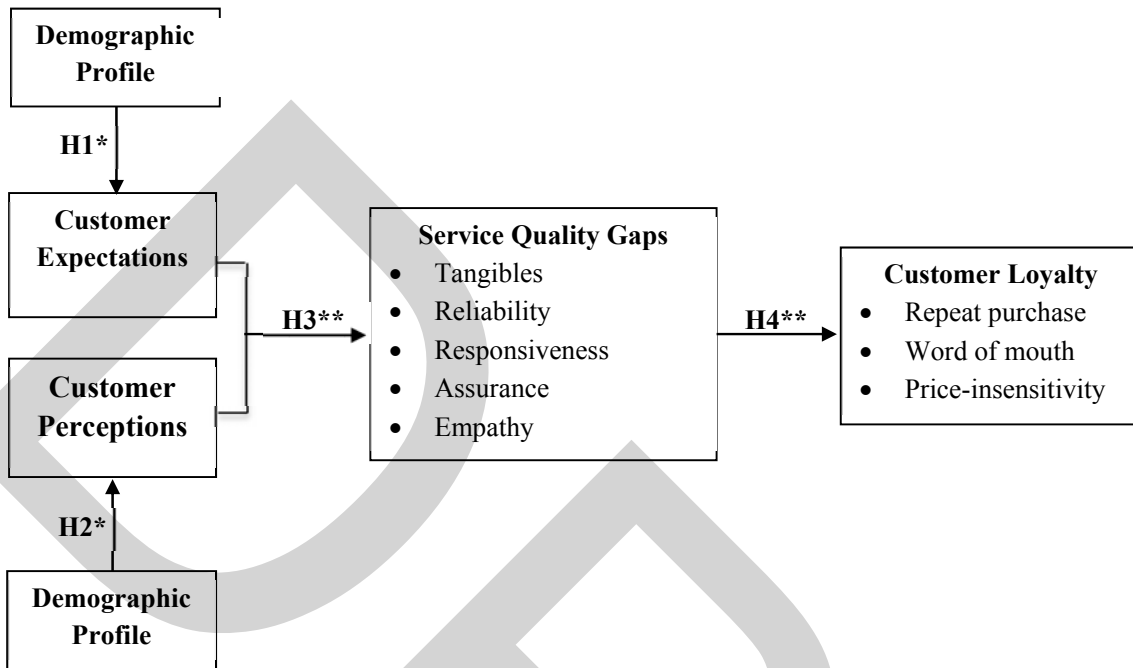 Demographic
Profile
H1*
Customer
Expectations
Customer
Perceptions
H2*
Demographic
Profile
H3**
Service Quality Gaps
• Tangibles
• Reliability
• Responsiveness
• Assurance
• Empathy
H4**
Customer Loyalty
• Repeat purchase
• Word of mouth
• Price-insensitivity